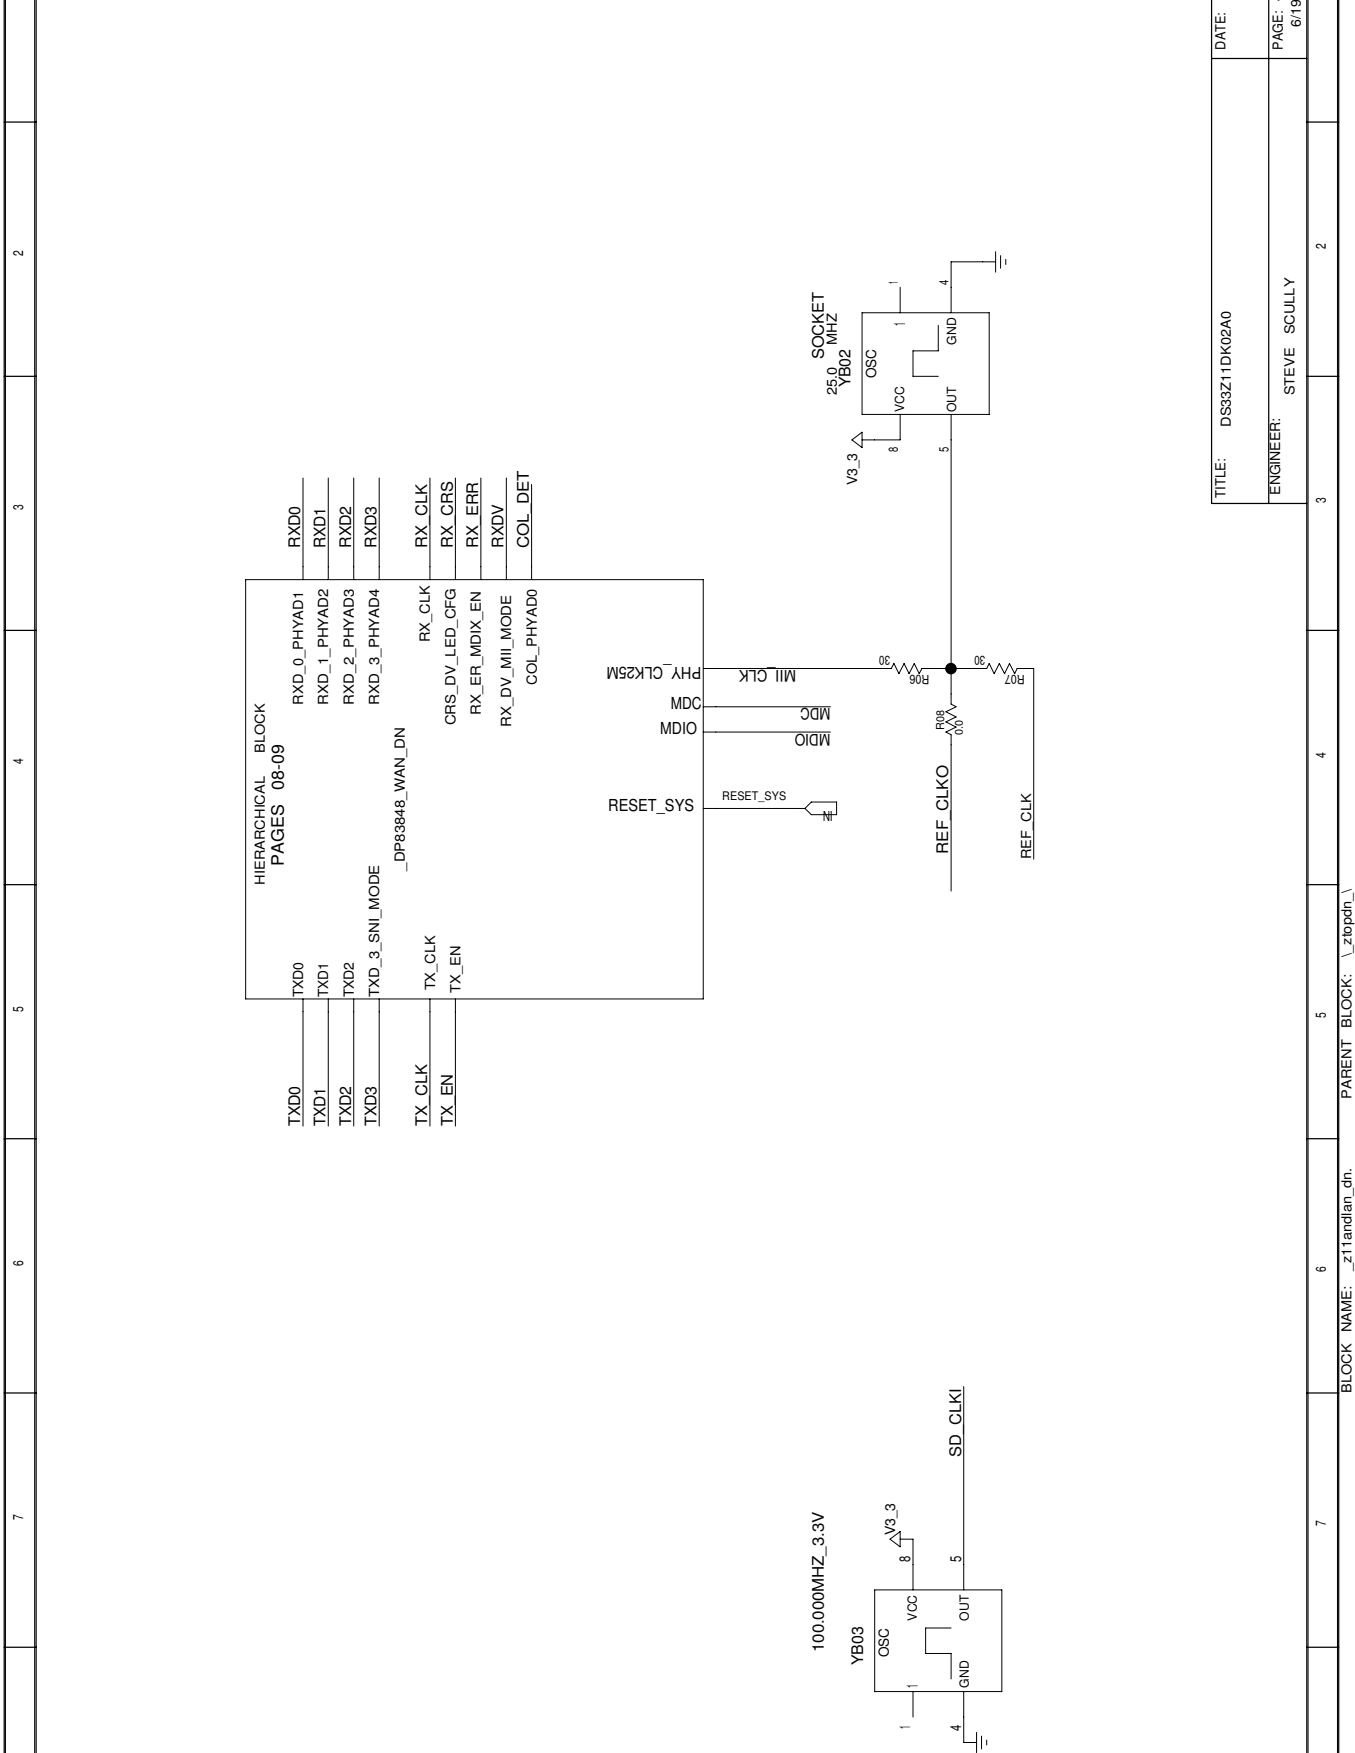 HIERARCHICAL BLOCK
PAGES 08-09
_DP83848_WAN_DN
TXD0
TXD1
TXD2
TXD3
TX_CLK
TX_EN
TXD0
TXD1
TXD2
TXD_3_SNI_MODE
TX_CLK
TX_EN
RXD_0_PHYAD1
RXD_1_PHYAD2
RXD_2_PHYAD3
RXD_3_PHYAD4
RX_CLK
CRS_DV_LED_CFG
RX_ER_MDIX_EN
RX_DV_MII_MODE
COL_PHYAD0
RXD0
RXD1
RXD2
RXD3
RX_CLK
RX_CRS
RX_ERR
RXDV
COL_DET
RESET_SYS
MDIO
MDC
PHY_CLK25M
RESET_SYS
IN
MDIO
MDC
MII_CLK
100.000MHZ_3.3V
YB03
OSC
1
1
VCC
8
V3_3
4
GND
OUT
5
SD_CLKI
SOCKET
25.0 MHZ
YB02
OSC
V3_3
8
VCC
1
1
5
OUT
GND
4
R06
30
R07
30
R08
0.0
REF_CLKO
REF_CLK
7
6
5
4
3
2
7
6
5
4
3
2
TITLE:
DS33Z11DK02A0
DATE:
ENGINEER:
STEVE SCULLY
PAGE:
6/19
BLOCK NAME: _z11andlan_dn.
PARENT BLOCK: \_ztopdn_\